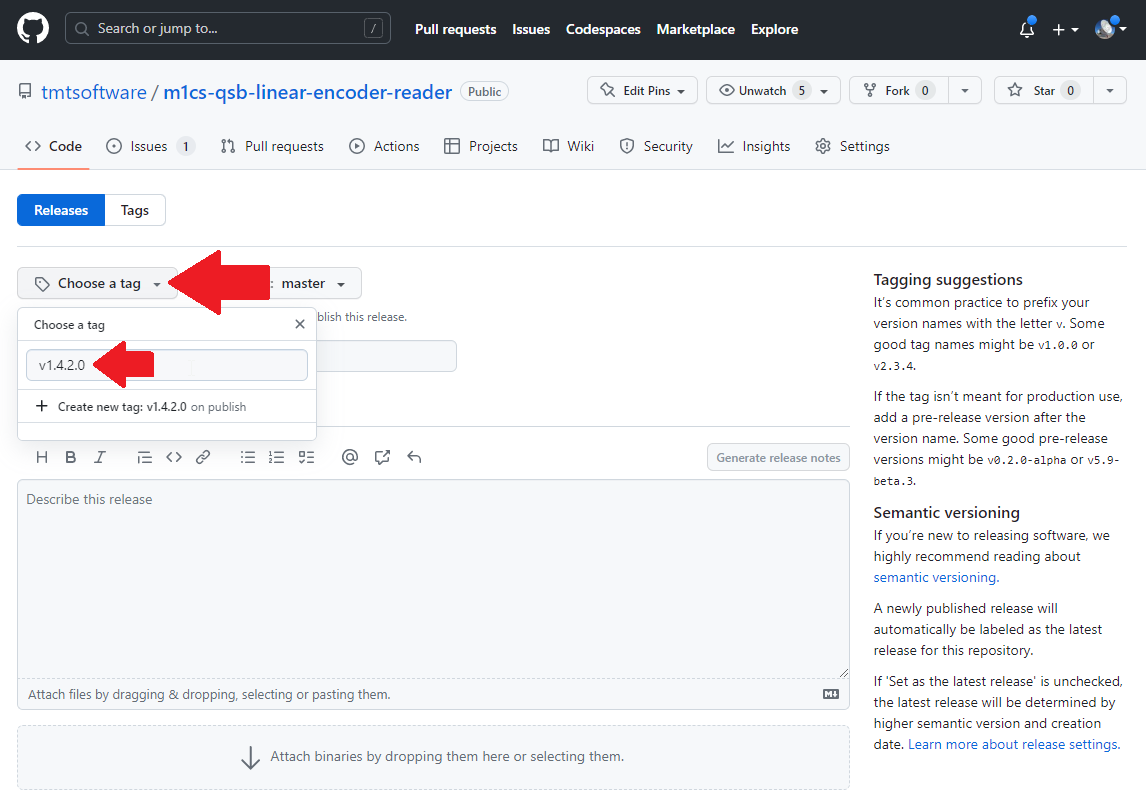 Search or jump to... /
Pull requests Issues Codespaces Marketplace Explore
tmtsoftware / m1cs-qsb-linear-encoder-reader Public
Edit Pins Unwatch 5 Fork 0 Star 0
Code Issues 1 Pull requests Actions Projects Wiki Security Insights Settings
Releases Tags
Choose a tag : master
blish this release.
Choose a tag
v1.4.2.0
Create new tag: v1.4.2.0 on publish
H B I @
Generate release notes
Describe this release
Attach files by dragging & dropping, selecting or pasting them.
Attach binaries by dropping them here or selecting them.
Tagging suggestions
It's common practice to prefix your
version names with the letter v. Some
good tag names might be v1.0.0 or
v2.3.4.
If the tag isn't meant for production use,
add a pre-release version after the
version name. Some good pre-release
versions might be v0.2.0-alpha or v5.9-
beta.3.
Semantic versioning
If you're new to releasing software, we
highly recommend reading about
semantic versioning.
A newly published release will
automatically be labeled as the latest
release for this repository.
If 'Set as the latest release' is unchecked,
the latest release will be determined by
higher semantic version and creation
date. Learn more about release settings.